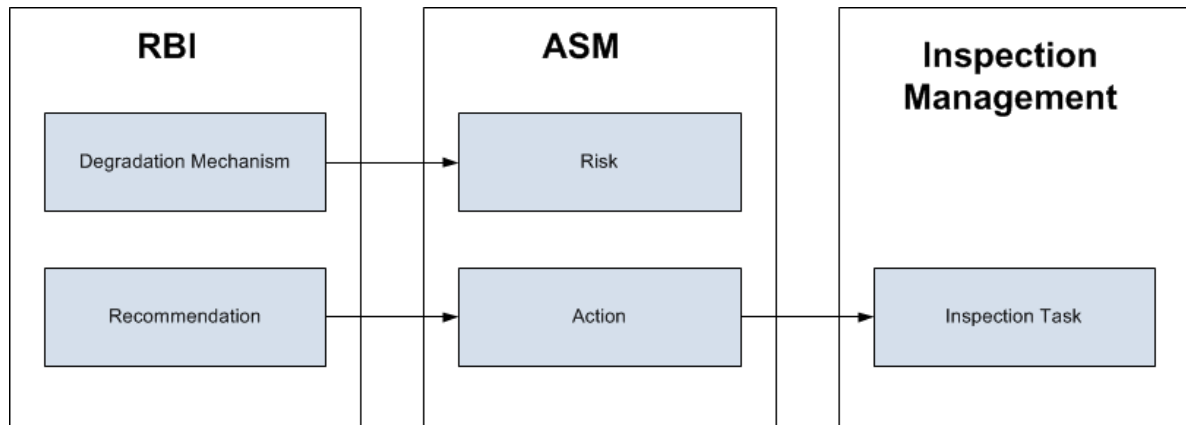 RBI
ASM
Inspection
Management
Degradation Mechanism
Risk
Recommendation
Action
Inspection Task